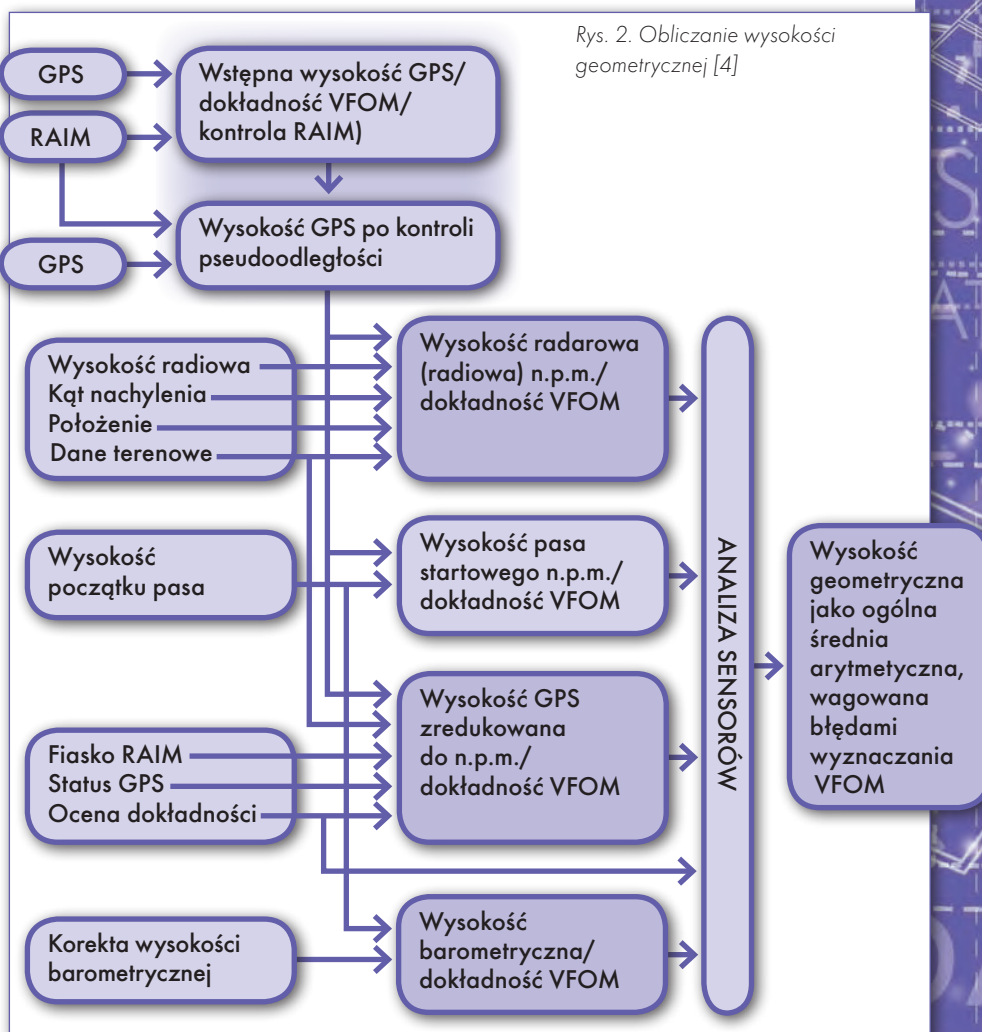 Rys. 2. Obliczanie wysokości
geometrycznej [4]
GPS
RAIM
Wstępna wysokość GPS/
dokładność VFOM/
kontrola RAIM)
GPS
Wysokość GPS po kontroli
pseudoodległości
Wysokość radiowa
Kąt nachylenia
Położenie
Dane terenowe
Wysokość radarowa
(radiowa) n.p.m./
dokładność VFOM
Wysokość
początku pasa
Wysokość pasa
startowego n.p.m./
dokładność VFOM
Fiasko RAIM
Status GPS
Ocena dokładności
Wysokość GPS
zredukowana
do n.p.m./
dokładność VFOM
Korekta wysokości
barometrycznej
Wysokość
barometryczna/
dokładność VFOM
ANALIZA SENSORÓW
Wysokość
geometryczna
jako ogólna
średnia
arytmetyczna,
wagowana
błędami
wyznaczania
VFOM